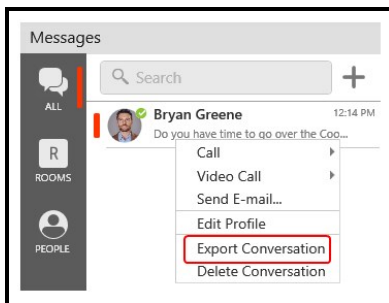 Messages
Search
ALL
Bryan Greene 12:14 PM
Do you have time to go over the Coo...
R
ROOMS
PEOPLE
Call
Video Call
Send E-mail...
Edit Profile
Export Conversation
Delete Conversation